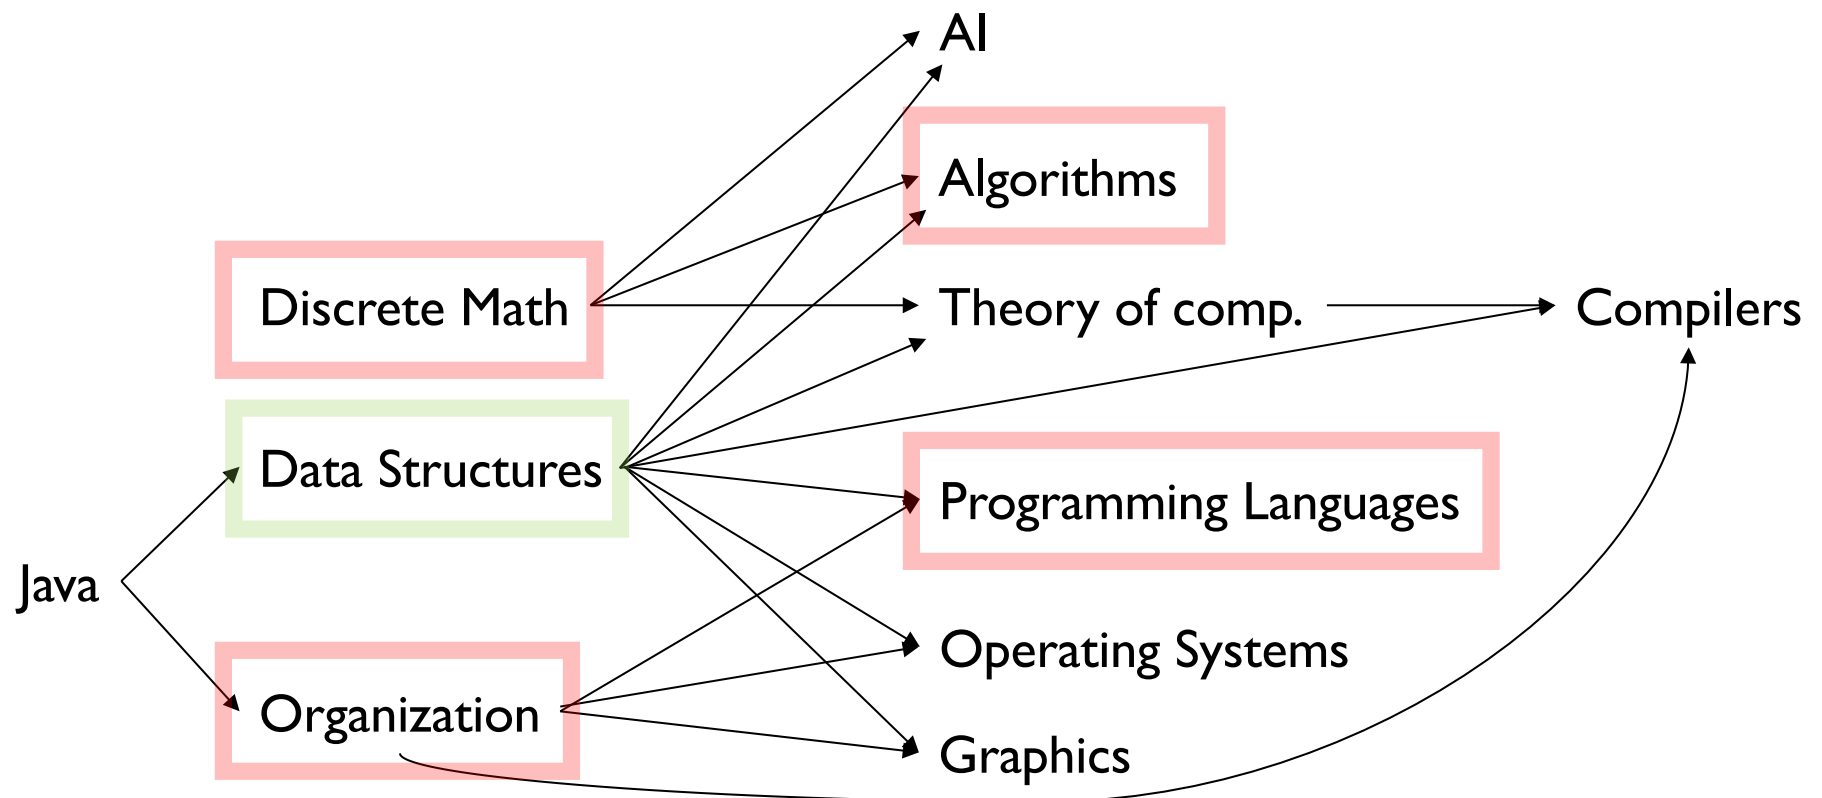 AI
Algorithms
Discrete Math
Theory of comp.
Compilers
Data Structures
Programming Languages
Java
Operating Systems
Organization
Graphics